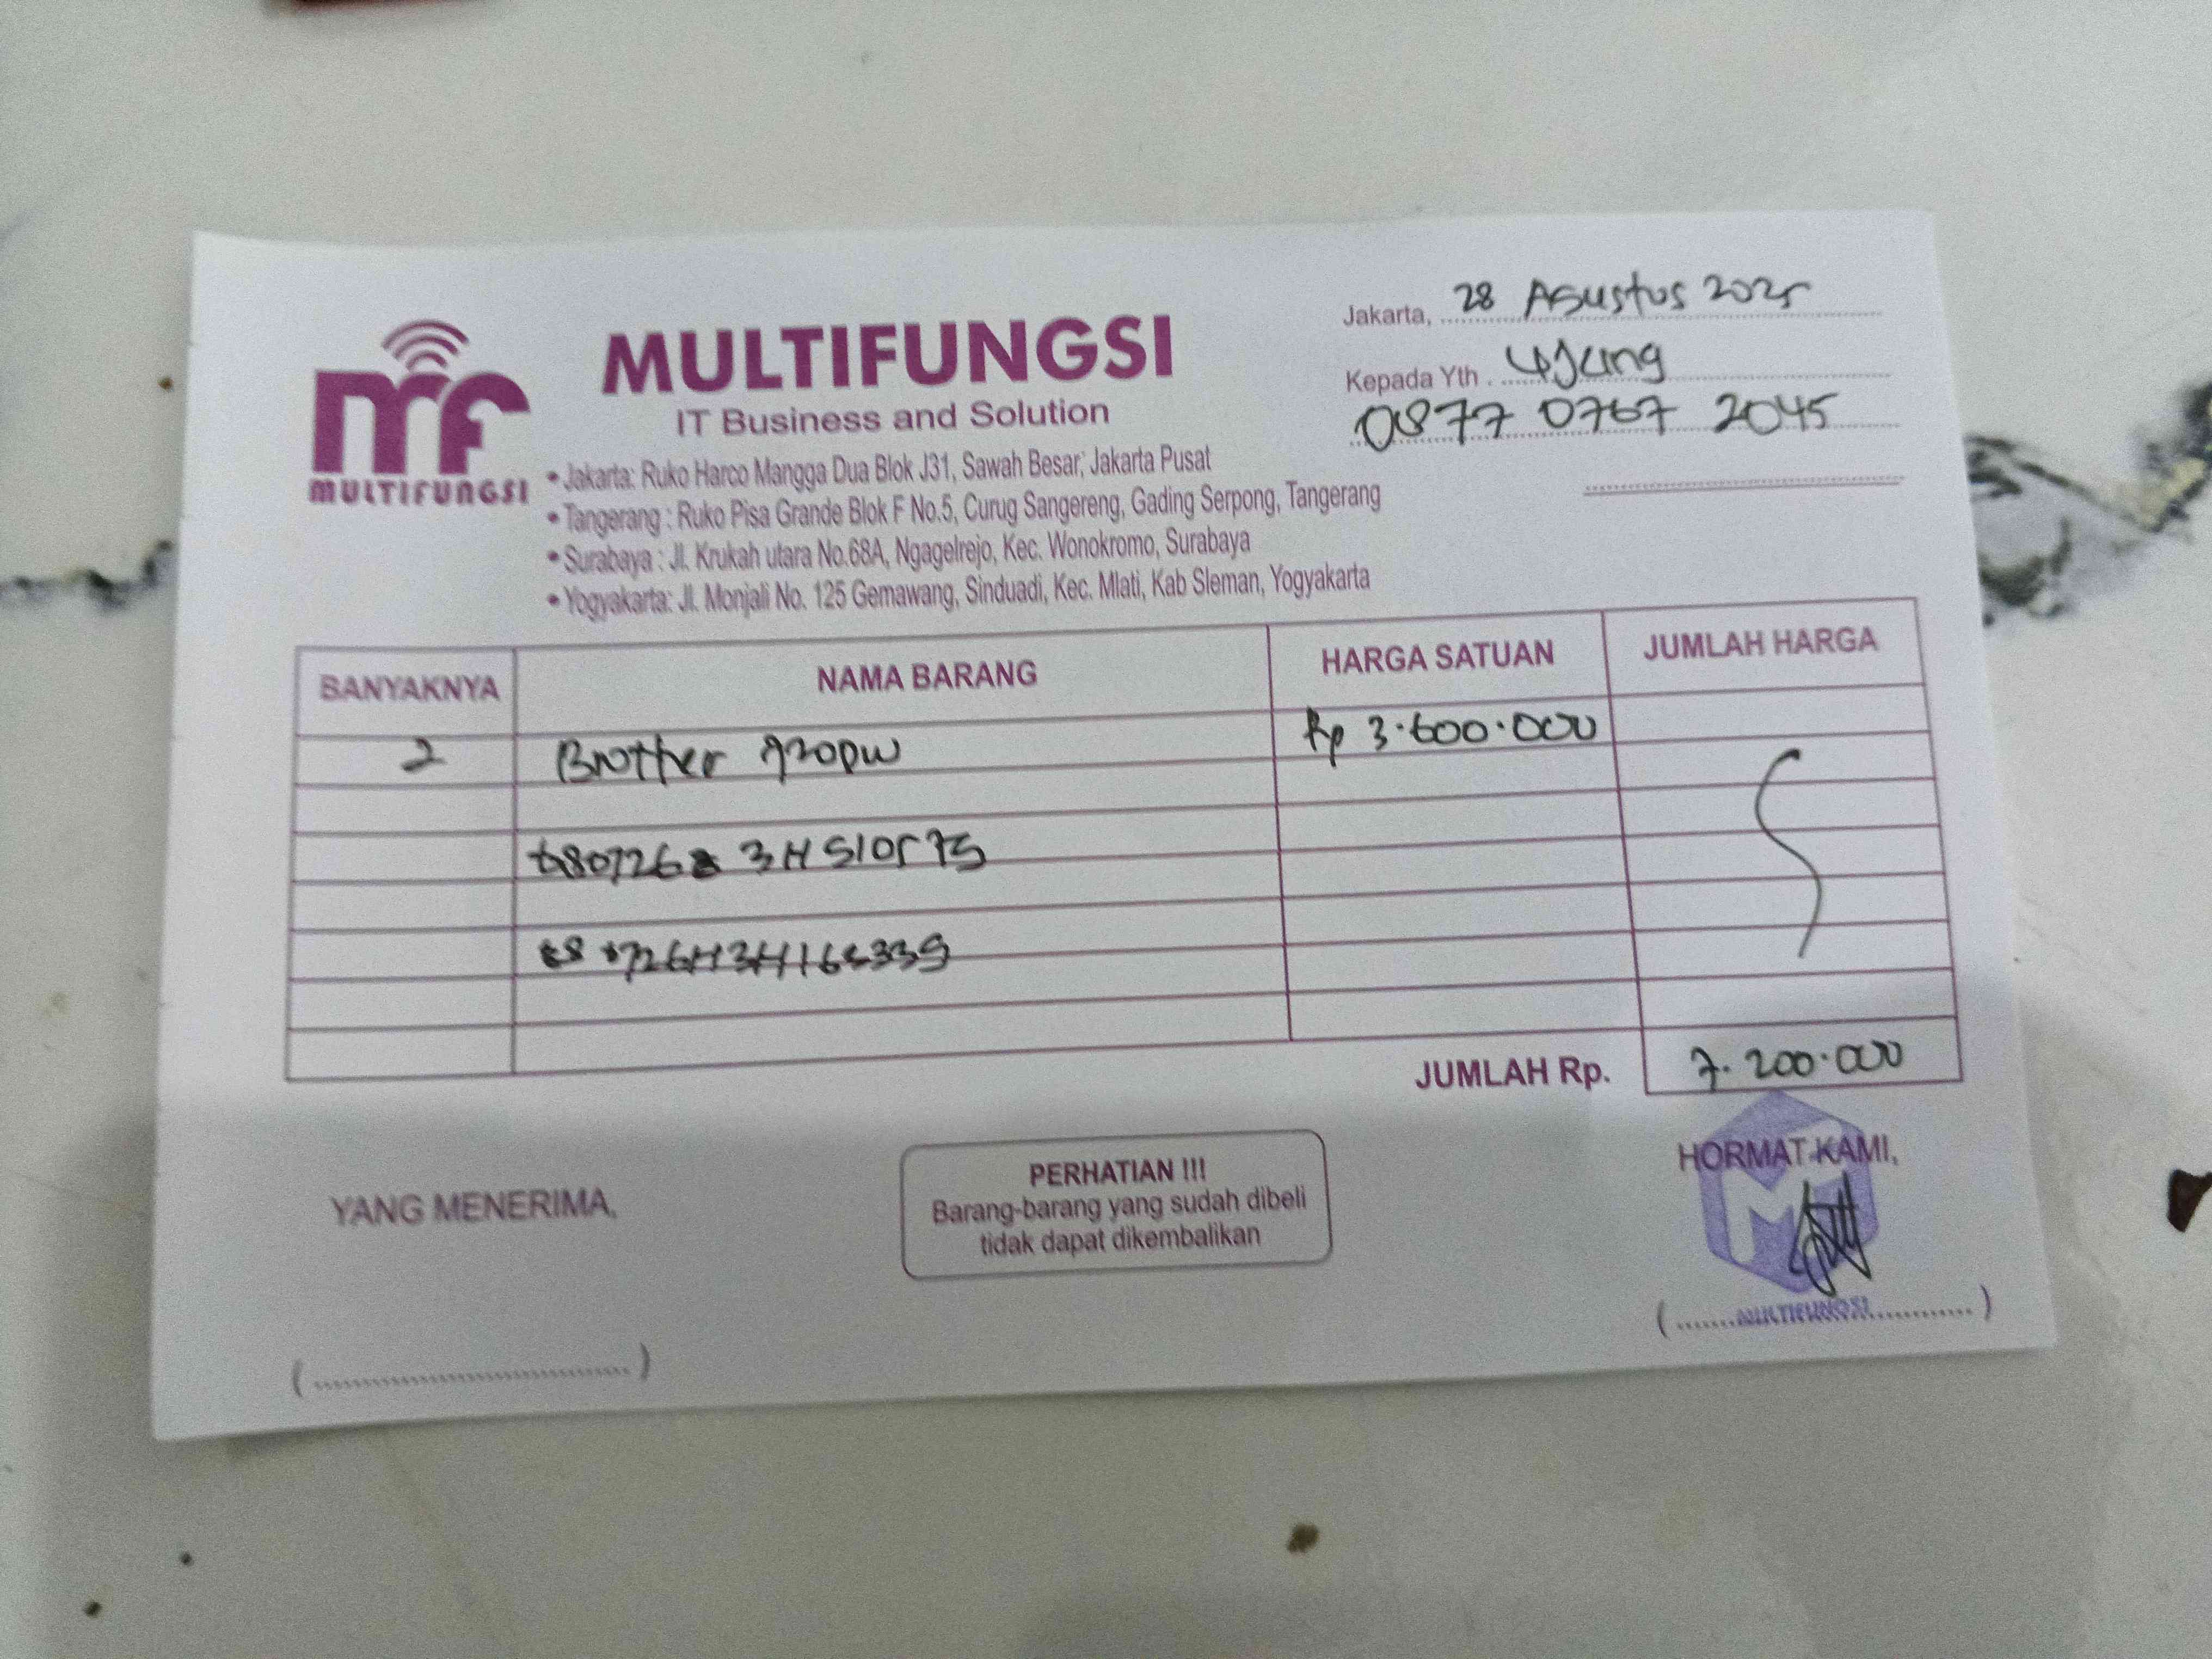 MULTIFUNGSI
MULTIFUNGSI
IT Business and Solution
• Jakarta: Ruko Harco Mangga Dua Blok J31, Sawah Besar, Jakarta Pusat
• Tangerang : Ruko Pisa Grande Blok F No.5, Curug Sangereng, Gading Serpong, Tangerang
• Surabaya : Jl. Krukah utara No.68A, Ngagelrejo, Kec. Wonokromo, Surabaya
• Yogyakarta: Jl. Monjali No. 125 Gemawang, Sinduadi, Kec. Mlati, Kab Sleman, Yogyakarta
Jakarta, 28 Agustus 2025
Kepada Yth . Ujung
0877 0767 2045
BANYAKNYA NAMA BARANG HARGA SATUAN JUMLAH HARGA
2 Brother 720DW Rp 3.600.000
JUMLAH Rp. 7.200.000
YANG MENERIMA,
PERHATIAN !!!
Barang-barang yang sudah dibeli
tidak dapat dikembalikan
HORMAT KAMI,
MULTIFUNGSI